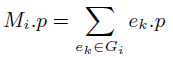 M_i.p = \sum_{e_k \in G_i} e_k.p